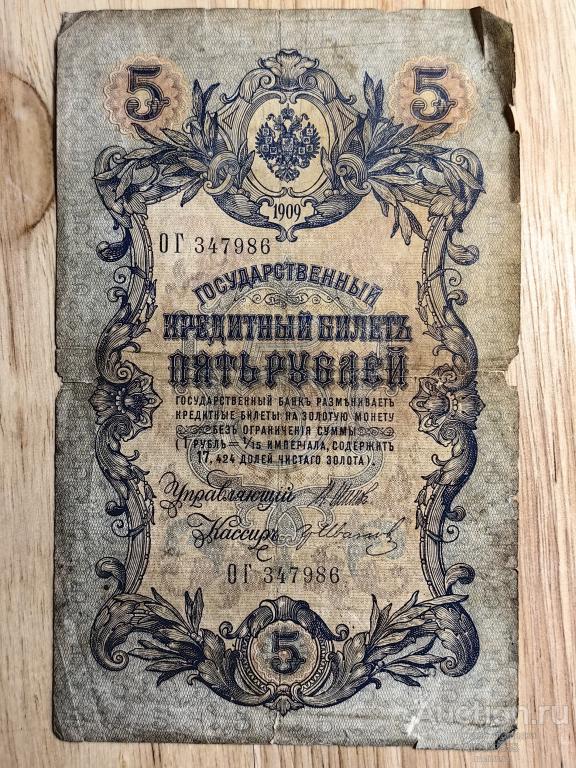 5 5
1909
ОГ 347986
ГОСУДАРСТВЕННЫЙ
КРЕДИТНЫЙ БИЛЕТЪ
ПЯТЬ РУБЛЕЙ
ГОСУДАРСТВЕННЫЙ БАНКЪ РАЗМѢНИВАЕТЪ
КРЕДИТНЫЕ БИЛЕТЫ НА ЗОЛОТУЮ МОНЕТУ
БЕЗЪ ОГРАНИЧЕНІЯ СУММЫ
(1 РУБЛЬ = 1/15 ИМПЕРІАЛА, СОДЕРЖИТЪ
17,424 ДОЛЕЙ ЧИСТАГО ЗОЛОТА).
Управляющій
Кассиръ
ОГ 347986
5
Auction.ru